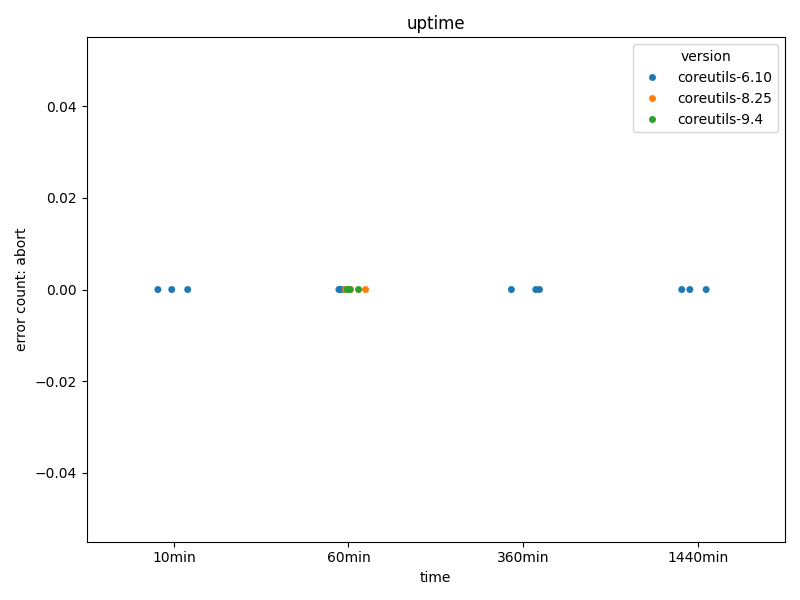 uptime
version
coreutils-6.10
coreutils-8.25
coreutils-9.4
error count: abort
0.04
0.02
0.00
−0.02
−0.04
10min
60min
360min
1440min
time